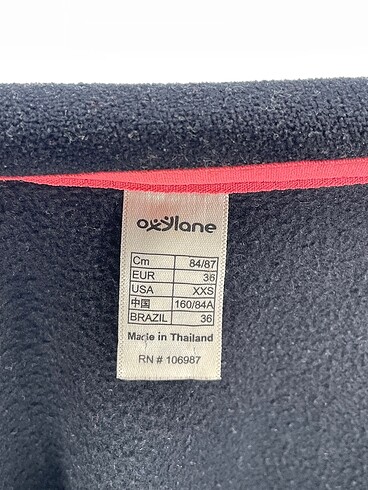 oxylane
Cm 84/87
EUR 36
USA XXS
中国 160/84A
BRAZIL 36
Made in Thailand
RN # 106987